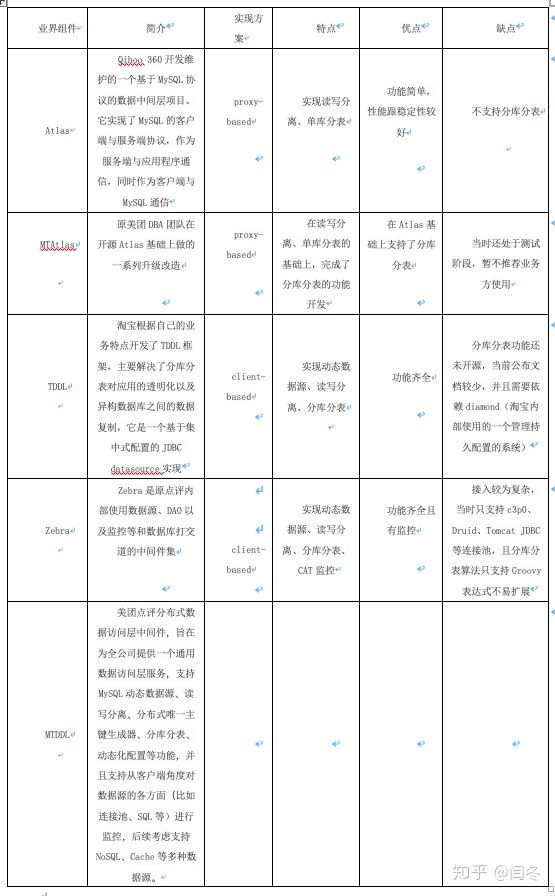 业界组件
简介
实现方
案
特点
优点
缺点
Atlas
Qihoo 360 开发维
护的一个基于 MySQL 协
议的数据中间层项目。
它实现了 MySQL 的客户
端与服务端协议，作为
服务端与应用程序通
信，同时作为客户端与
MySQL 通信
proxy-
based
实现读写分
离、单库分表
功能简单，
性能跟稳定性较
好
不支持分库分表
MTAtlas
原美团 DBA 团队在
开源 Atlas 基础上做的
一系列升级改造
proxy-
based
在读写分
离、单库分表的
基础上，完成了
分库分表的功能
开发
在 Atlas 基
础上支持了分库
分表
当时还处于测试
阶段，暂不推荐业务
方使用
TDDL
淘宝根据自己的业
务特点开发了 TDDL 框
架，主要解决了分库分
表对应用的透明化以及
异构数据库之间的数据
复制，它是一个基于
集中式配置的 JDBC
datasource 实现
client-
based
实现动态数
据源、读写分
离、分库分表
功能齐全
分库分表功能还
未开源，当前公布文
档较少，并且需要依
赖 diamond（淘宝内
部使用的一个管理持
久配置的系统）
Zebra
Zebra 是原点评内
部使用数据源、DAO 以
及监控等和数据库打交
道的中间件集
client-
based
实现动态数
据源、读写分
离、分库分表、
CAT 监控
功能齐全且
有监控
接入较为复杂，
当时只支持 c3p0、
Druid、Tomcat JDBC
等连接池，且分库分
表算法只支持 Groovy
表达式不易扩展
MTDDL
美团点评分布式数
据访问层中间件，旨在
为全公司提供一个通用
数据访问层服务，支持
MySQL 动态数据源、读
写分离、分布式唯一主
键生成器、分库分表、
动态化配置等功能，并
且支持从客户端角度对
数据源的各方面（比如
连接池、SQL 等）进行
监控，后续考虑支持
NoSQL、Cache 等多种数
据源。
知乎 @闫冬